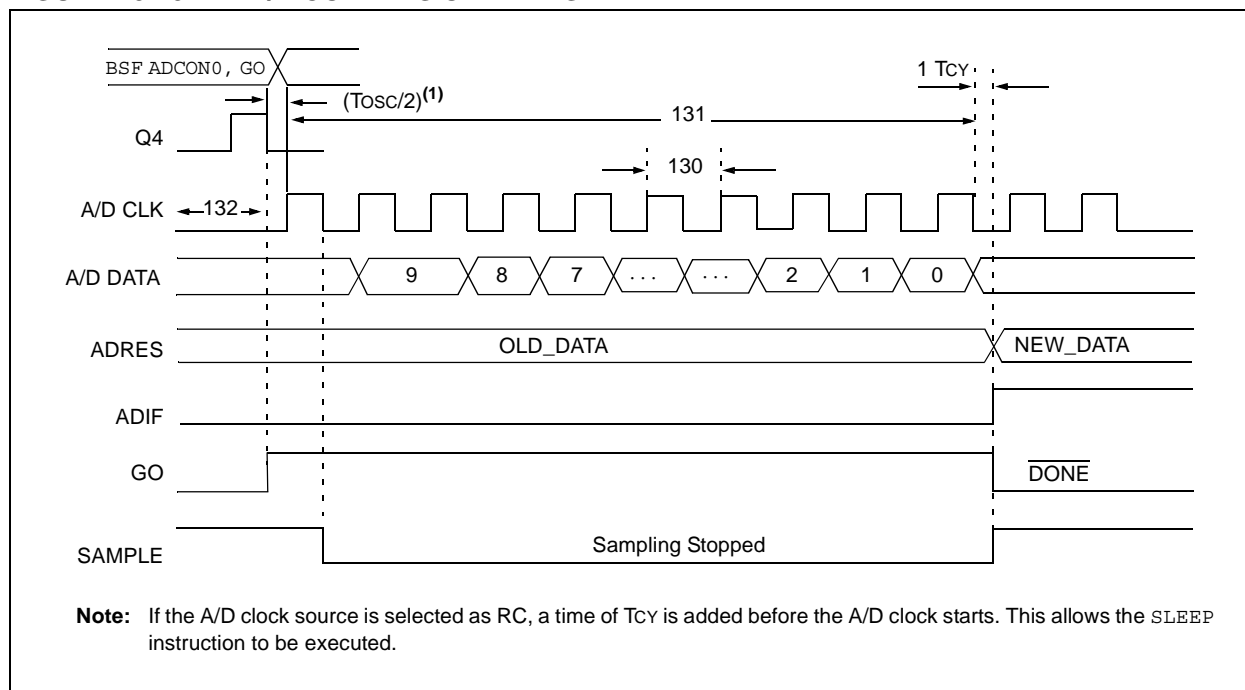 BSF ADCON0, GO
1 TCY
(TOSC/2)(1)
131
Q4
130
A/D CLK
132
A/D DATA
9 8 7 ... ... 2 1 0
ADRES
OLD_DATA
NEW_DATA
ADIF
GO
DONE
SAMPLE
Sampling Stopped
Note: If the A/D clock source is selected as RC, a time of TCY is added before the A/D clock starts. This allows the SLEEP
instruction to be executed.